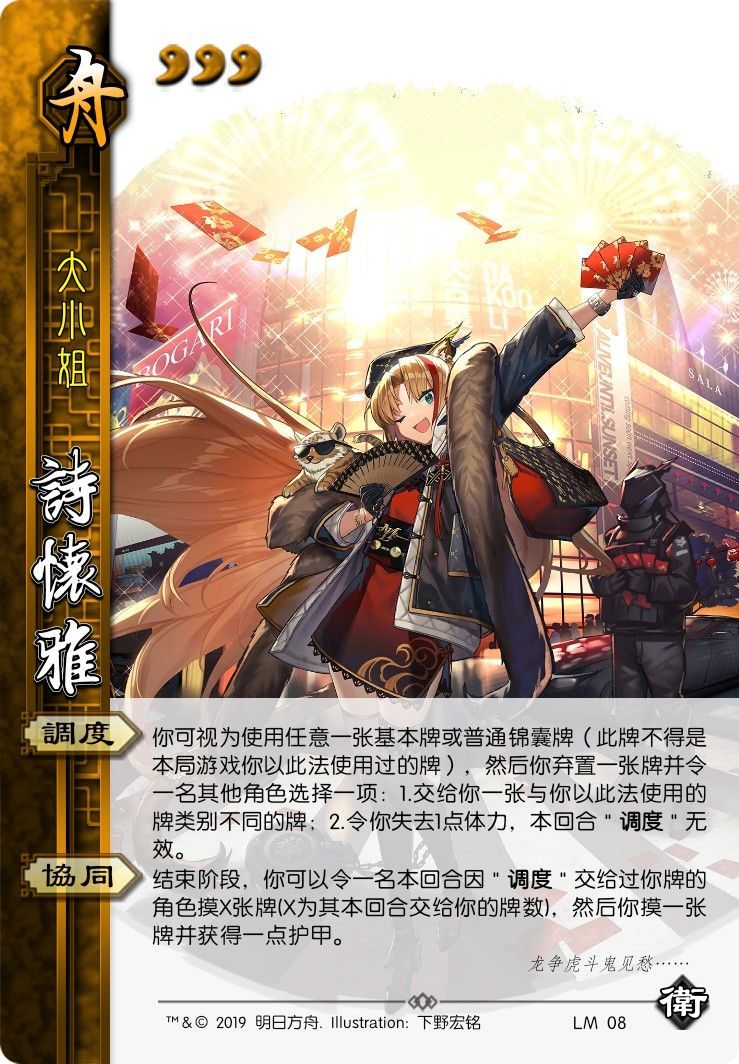 舟
大小姐
詩懷雅
BOGARI
DA
KOO
LI
SALA
調度
你可视为使用任意一张基本牌或普通锦囊牌（此牌不得是
本局游戏你以此法使用过的牌），然后你弃置一张牌并令
一名其他角色选择一项：1.交给你一张与你以此法使用的
牌类别不同的牌；2.令你失去1点体力，本回合 " 调度 " 无
效。
協同
结束阶段，你可以令一名本回合因 " 调度 " 交给过你牌的
角色摸X张牌(X为其本回合交给你的牌数)，然后你摸一张
牌并获得一点护甲。
龙争虎斗鬼见愁……
衛
™&© 2019 明日方舟. Illustration: 下野宏铭
LM 08